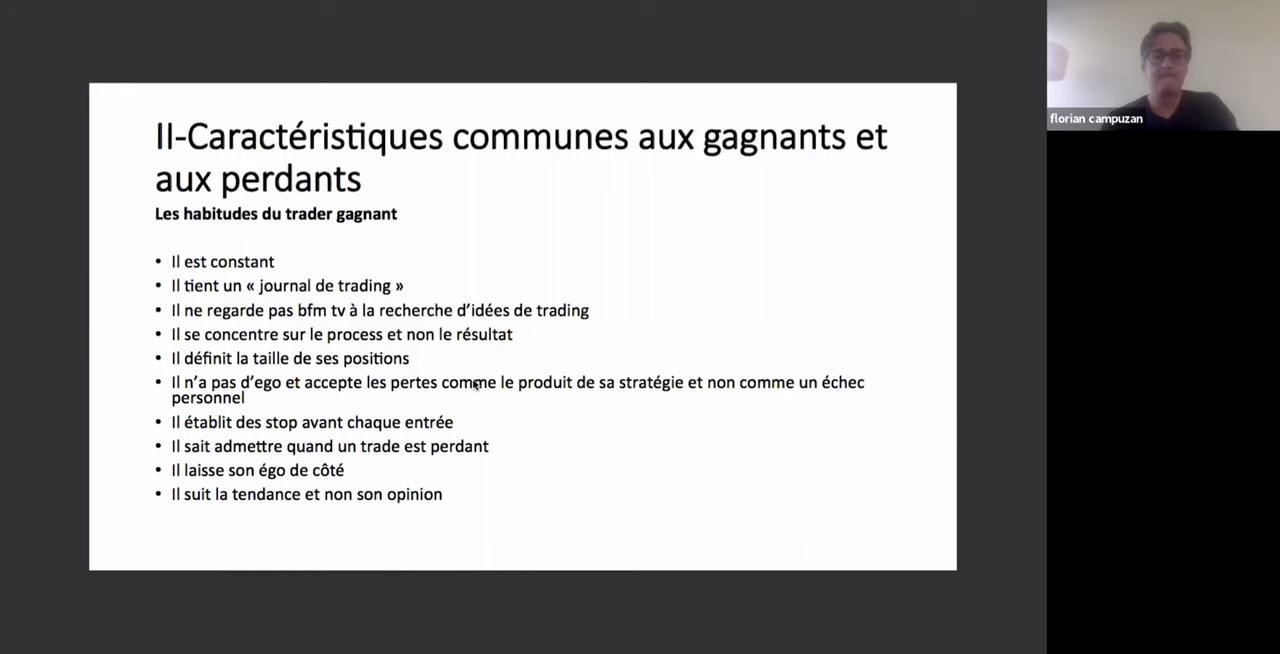 II-Caractéristiques communes aux gagnants et
aux perdants
Les habitudes du trader gagnant
• Il est constant
• Il tient un « journal de trading »
• Il ne regarde pas bfm tv à la recherche d’idées de trading
• Il se concentre sur le process et non le résultat
• Il définit la taille de ses positions
• Il n’a pas d’ego et accepte les pertes comme le produit de sa stratégie et non comme un échec
personnel
• Il établit des stop avant chaque entrée
• Il sait admettre quand un trade est perdant
• Il laisse son égo de côté
• Il suit la tendance et non son opinion
florian campuzan